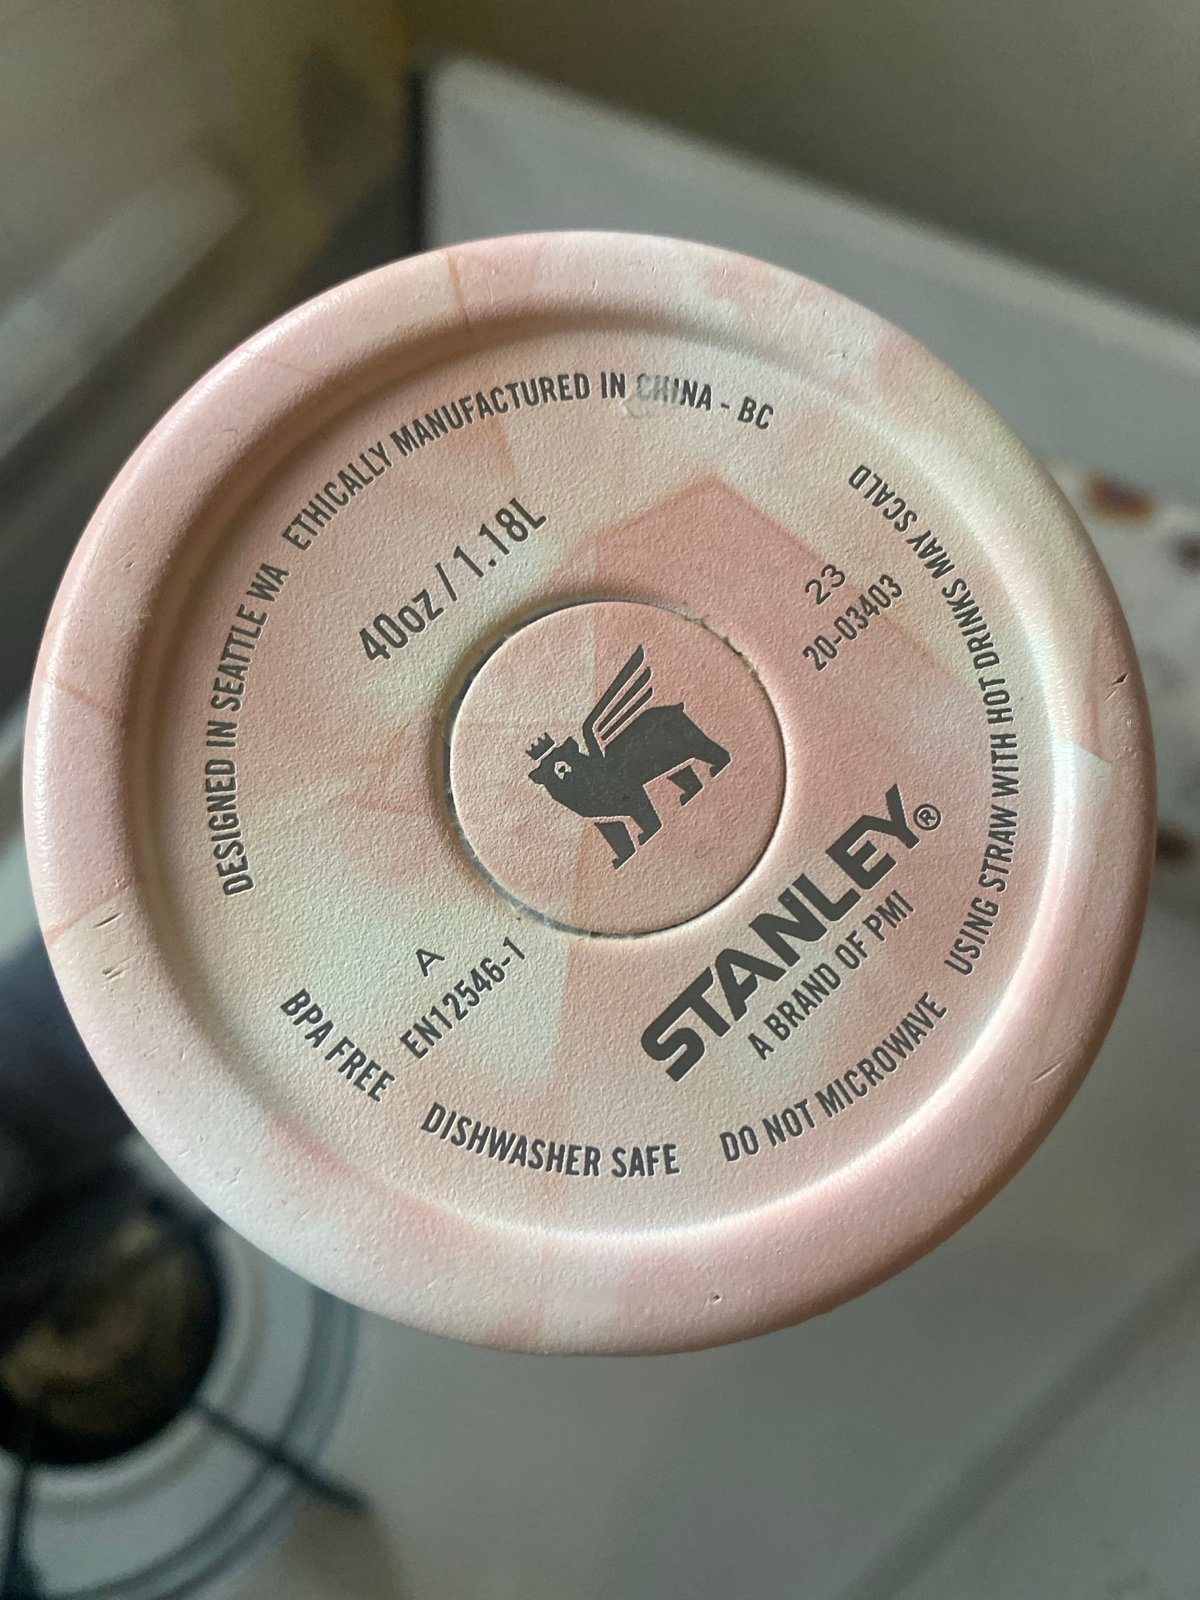 DESIGNED IN SEATTLE WA
ETHICALLY MANUFACTURED IN CHINA - BC
40oz / 1.18L
23
20-03403
STANLEY®
A BRAND OF PMI
A
EN12546-1
BPA FREE
DISHWASHER SAFE
DO NOT MICROWAVE
USING STRAW WITH HOT DRINKS MAY SCALD